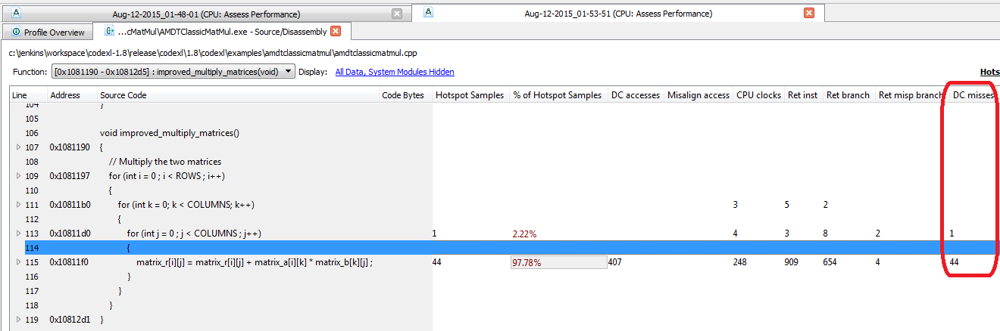 Aug-12-2015_01-48-01 (CPU: Assess Performance) Aug-12-2015_01-53-51 (CPU: Assess Performance)
Profile Overview ...cMatMul\AMDTClassicMatMul.exe - Source/Disassembly
c:\jenkins\workspace\codexl-1.8\release\codexl\1.8\codexl\examples\amdtclassicmatmul\amdtclassicmatmul.cpp
Function: [0x1081190 - 0x10812d5] : improved_multiply_matrices(void) Display: All Data, System Modules Hidden Hots
Line Address Source Code Code Bytes Hotspot Samples % of Hotspot Samples DC accesses Misalign access CPU clocks Ret inst Ret branch Ret misp branch DC misses
104 }
105
106 void improved_multiply_matrices()
107 0x1081190 {
108 // Multiply the two matrices
109 0x1081197 for (int i = 0 ; i < ROWS ; i++)
110 {
111 0x10811b0 for (int k = 0; k < COLUMNS; k++) 3 5 2
112 {
113 0x10811d0 for (int j = 0 ; j < COLUMNS ; j++) 1 2.22% 4 3 8 2 1
114 {
115 0x10811f0 matrix_r[i][j] = matrix_r[i][j] + matrix_a[i][k] * matrix_b[k][j] ; 44 97.78% 407 248 909 654 4 44
116 }
117 }
118 }
119 0x10812d1 }